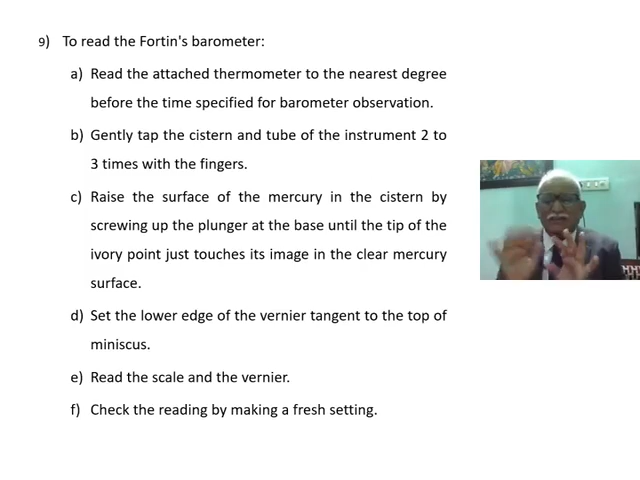 9) To read the Fortin's barometer:
a) Read the attached thermometer to the nearest degree
before the time specified for barometer observation.
b) Gently tap the cistern and tube of the instrument 2 to
3 times with the fingers.
c) Raise the surface of the mercury in the cistern by
screwing up the plunger at the base until the tip of the
ivory point just touches its image in the clear mercury
surface.
d) Set the lower edge of the vernier tangent to the top of
miniscus.
e) Read the scale and the vernier.
f) Check the reading by making a fresh setting.